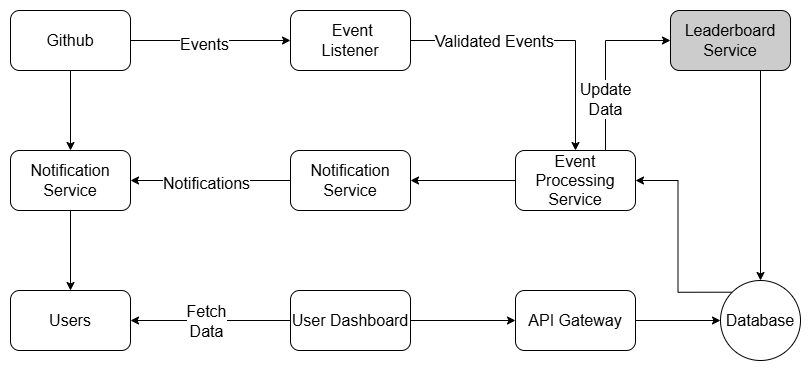 Github
Events
Event
Listener
Validated Events
Leaderboard
Service
Update
Data
Notification
Service
Notifications
Notification
Service
Event
Processing
Service
Users
Fetch
Data
User Dashboard
API Gateway
Database